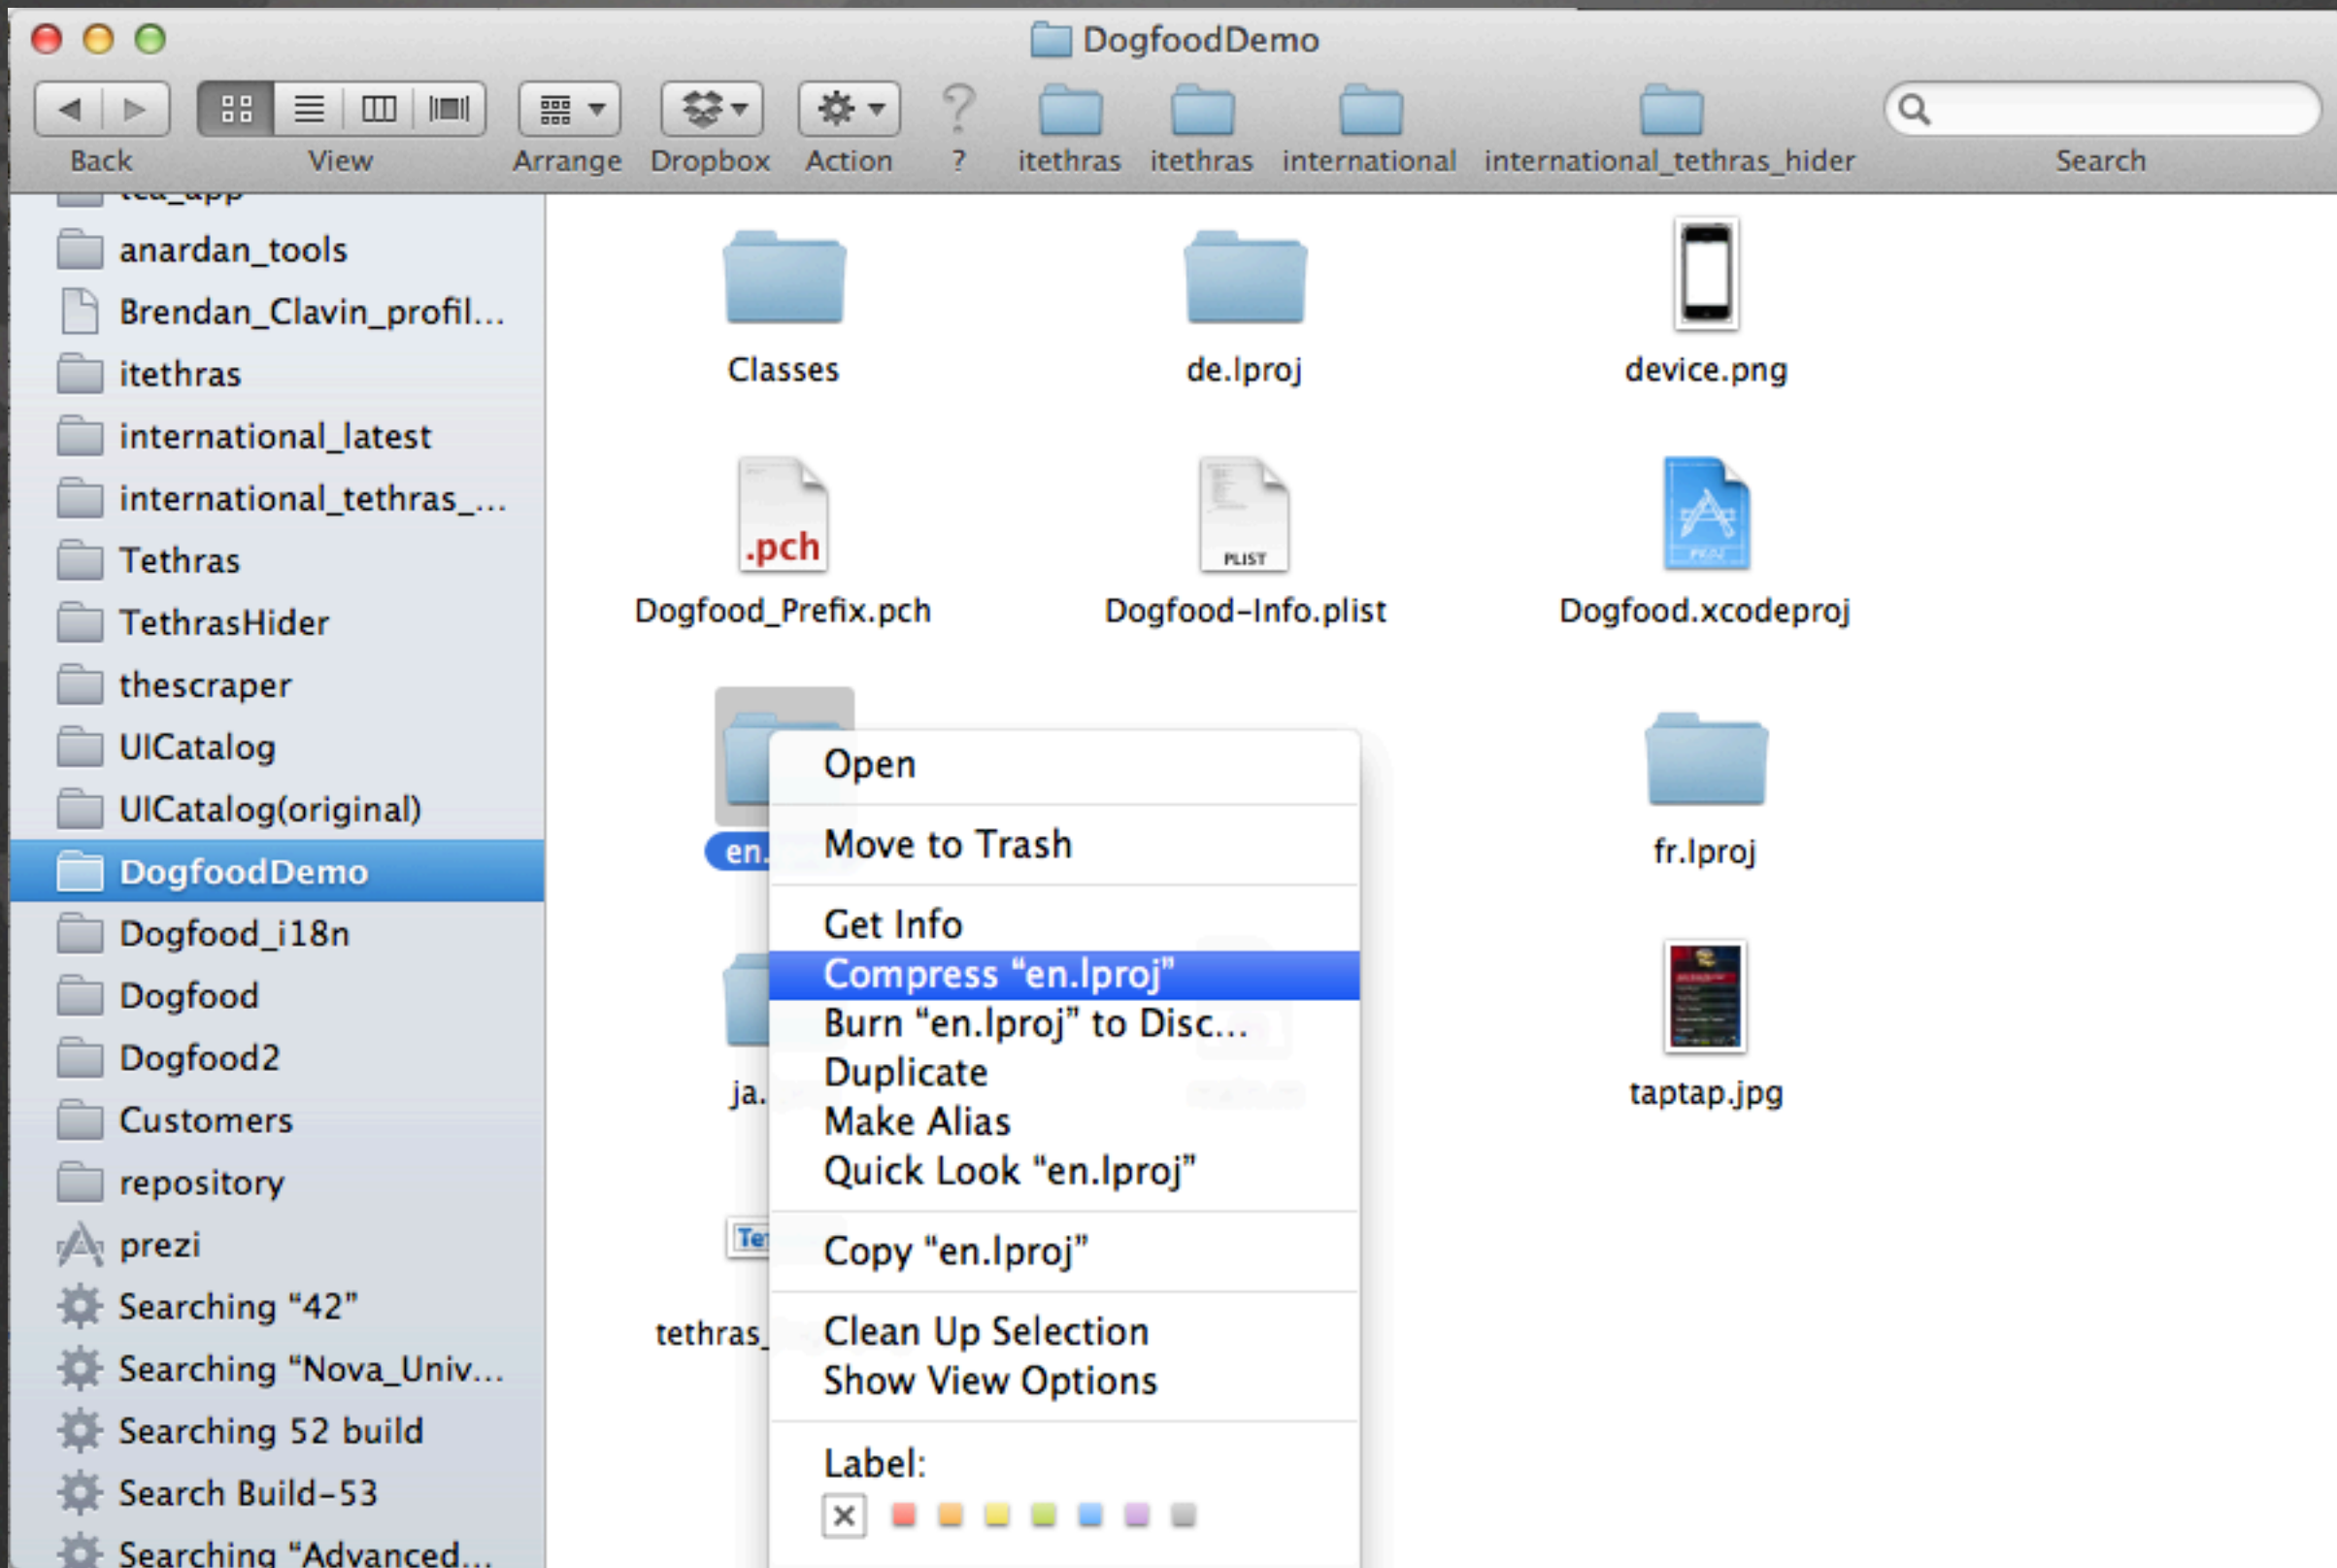 DogfoodDemo
Back
View
Arrange
Dropbox
Action
?
itethras
itethras
international
international_tethras_hider
Search
tca_app
anardan_tools
Brendan_Clavin_profil...
itethras
international_latest
international_tethras_...
Tethras
TethrasHider
thescraper
UICatalog
UICatalog(original)
DogfoodDemo
Dogfood_i18n
Dogfood
Dogfood2
Customers
repository
prezi
Searching “42”
Searching “Nova_Univ...
Searching 52 build
Search Build-53
Searching “Advanced...
Classes
de.lproj
device.png
.pch
PLIST
PROJ
Dogfood_Prefix.pch
Dogfood-Info.plist
Dogfood.xcodeproj
en.
fr.lproj
ja.
taptap.jpg
Te
tethras_
Open
Move to Trash
Get Info
Compress “en.lproj”
Burn “en.lproj” to Disc...
Duplicate
Make Alias
Quick Look “en.lproj”
Copy “en.lproj”
Clean Up Selection
Show View Options
Label: